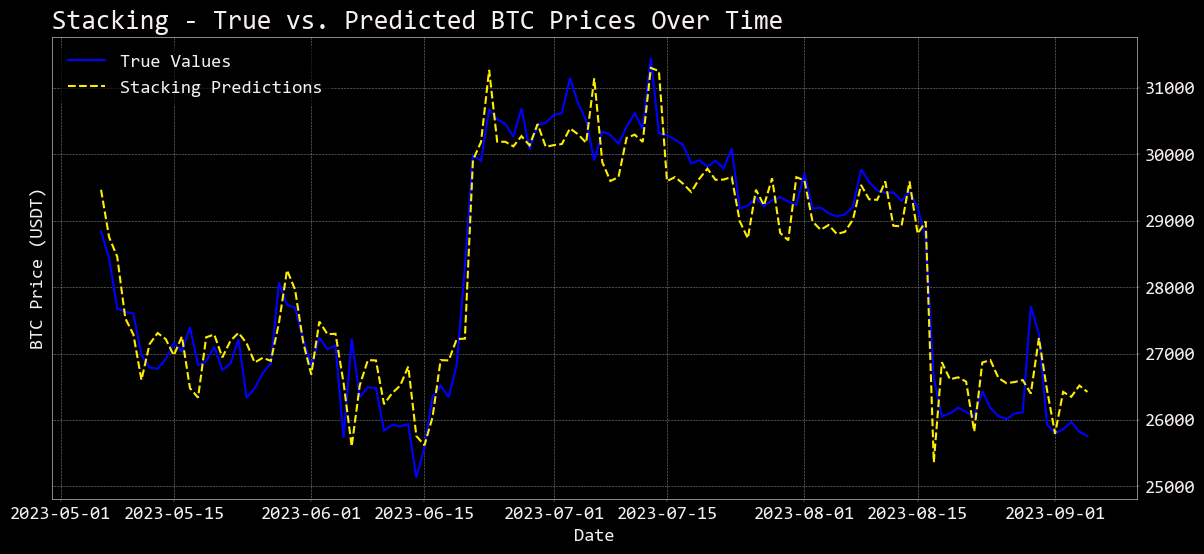 Stacking - True vs. Predicted BTC Prices Over Time
True Values
Stacking Predictions
BTC Price (USDT)
31000
30000
29000
28000
27000
26000
25000
2023-05-01 2023-05-15 2023-06-01 2023-06-15 2023-07-01 2023-07-15 2023-08-01 2023-08-15 2023-09-01
Date